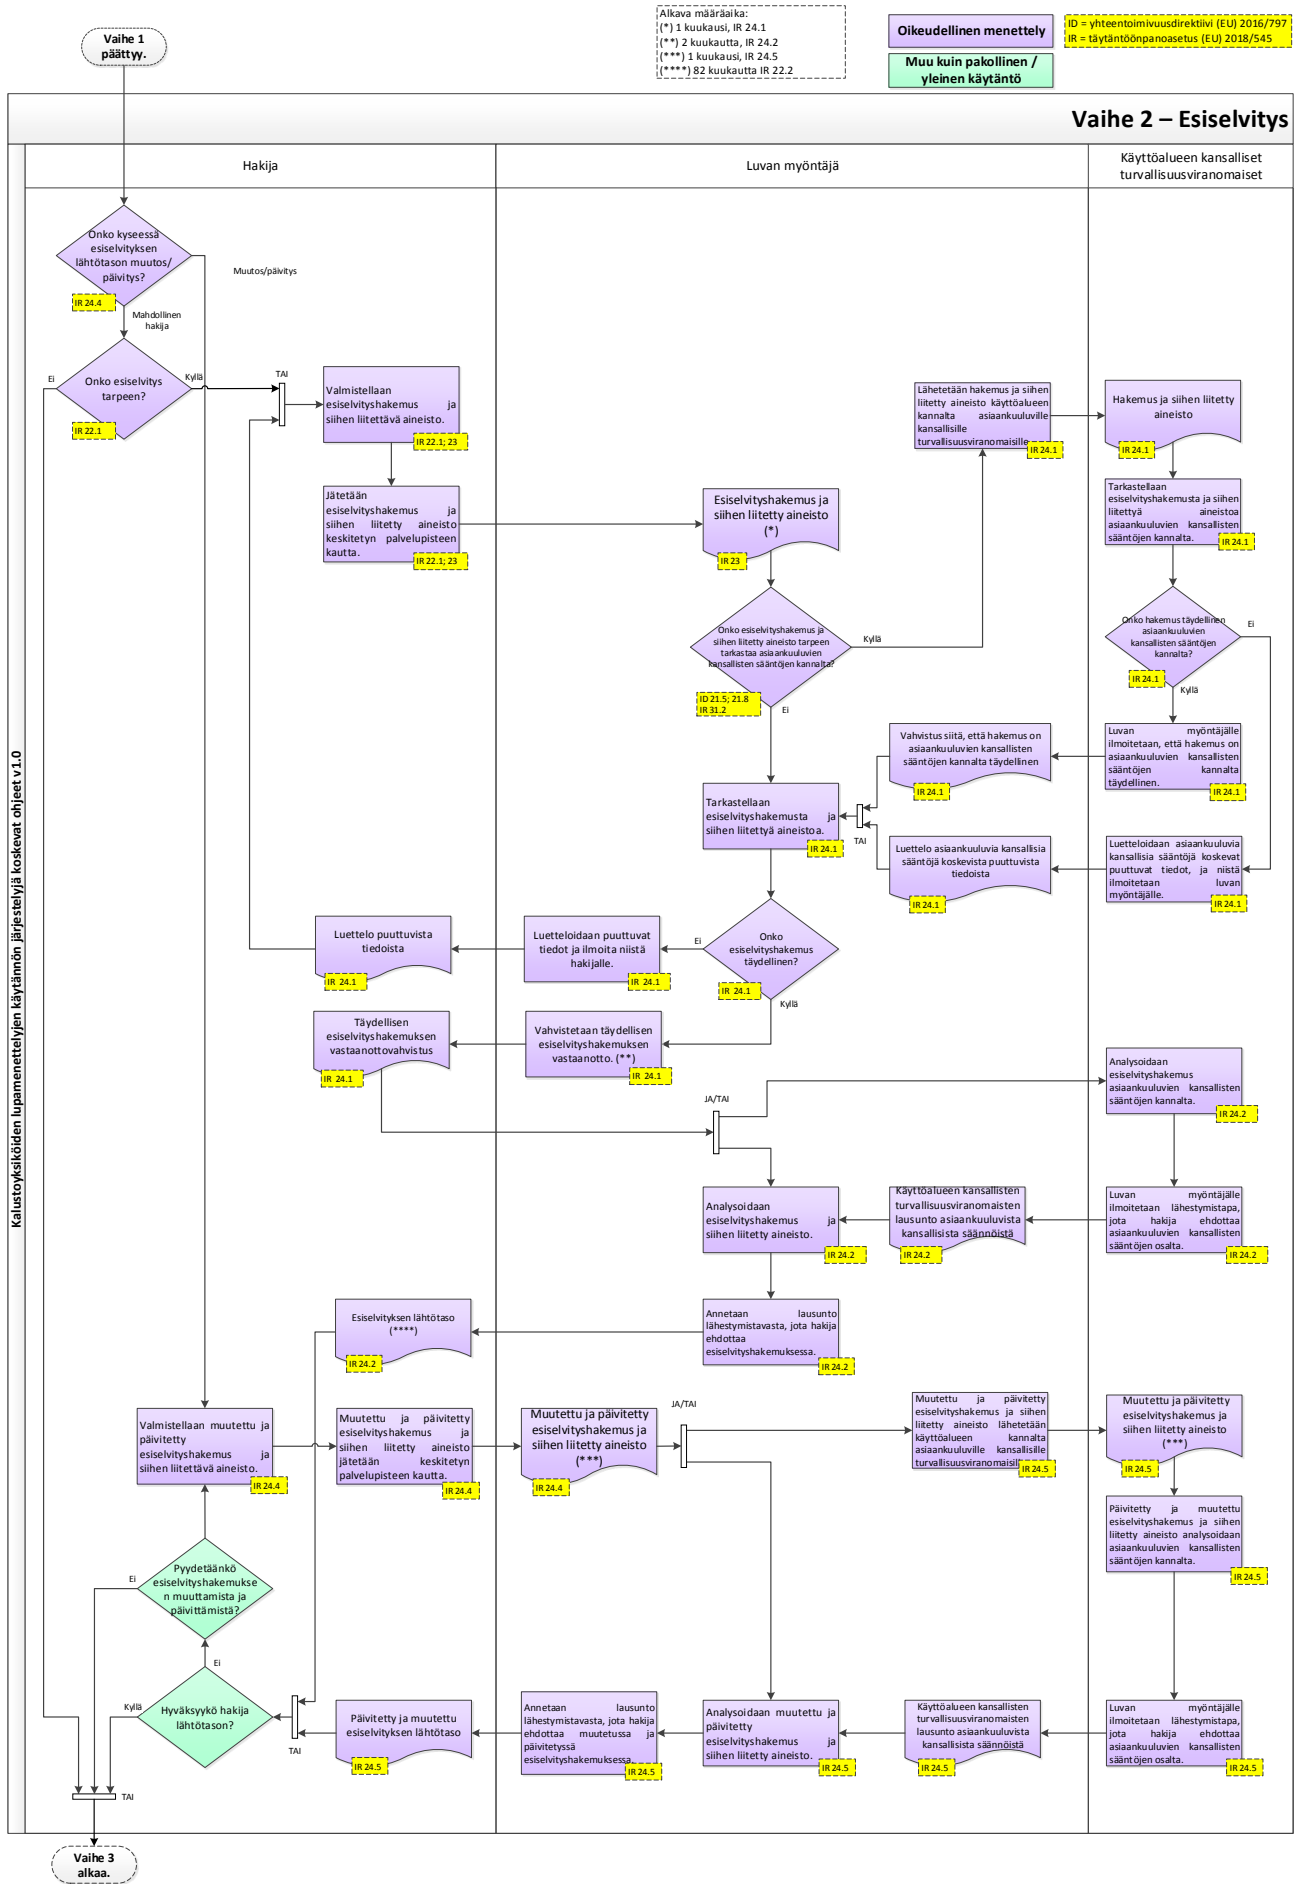 Vaihe 1
päättyy.
Alkava määräaika:
(*) 1 kuukausi, IR 24.1
(**) 2 kuukautta, IR 24.2
(***) 1 kuukausi, IR 24.5
(****) 82 kuukautta IR 22.2
Oikeudellinen menettely
Muu kuin pakollinen /
yleinen käytäntö
ID = yhteentoimivuusdirektiivi (EU) 2016/797
IR = täytäntöönpanoasetus (EU) 2018/545
Vaihe 2 – Esiselvitys
Kalustoyksiköiden lupamenettelyjen käytännön järjestelyjä koskevat ohjeet v1.0
Hakija
Luvan myöntäjä
Käyttöalueen kansalliset
turvallisuusviranomaiset
Onko kyseessä
esiselvityksen
lähtötason muutos/
päivitys?
IR 24.4
Muutos/päivitys
Mahdollinen
hakija
Onko esiselvitys
tarpeen?
IR 22.1
Ei
Kyllä
TAI
Valmistellaan
esiselvityshakemus ja
siihen liitettävä aineisto.
IR 22.1; 23
Jätetään
esiselvityshakemus ja
siihen liitetty aineisto
keskitetyn palvelupisteen
kautta.
IR 22.1; 23
Esiselvityshakemus ja
siihen liitetty aineisto
(*)
IR 23
Onko esiselvityshakemus ja
siihen liitetty aineisto tarpeen
tarkastaa asiaankuuluvien
kansallisten sääntöjen kannalta?
ID 21.5; 21.8
IR 31.2
Kyllä
Ei
Lähetetään hakemus ja siihen
liitetty aineisto käyttöalueen
kannalta asiaankuuluville
kansallisille
turvallisuusviranomaisille
IR 24.1
Hakemus ja siihen liitetty
aineisto
IR 24.1
Tarkastellaan
esiselvityshakemusta ja siihen
liitettyä aineistoa
asiaankuuluvien kansallisten
sääntöjen kannalta.
IR 24.1
Onko hakemus täydellinen
asiaankuuluvien
kansallisten sääntöjen
kannalta?
IR 24.1
Ei
Kyllä
Luvan myöntäjälle
ilmoitetaan, että hakemus on
asiaankuuluvien kansallisten
sääntöjen kannalta
täydellinen.
IR 24.1
Vahvistus siitä, että hakemus on
asiaankuuluvien kansallisten
sääntöjen kannalta täydellinen
IR 24.1
Tarkastellaan
esiselvityshakemusta ja
siihen liitettyä aineistoa.
IR 24.1
TAI
Luettelo asiaankuuluvia kansallisia
sääntöjä koskevista puuttuvista
tiedoista
IR 24.1
Luetteloidaan asiaankuuluvia
kansallisia sääntöjä koskevat
puuttuvat tiedot, ja niistä
ilmoitetaan luvan
myöntäjälle.
IR 24.1
Onko
esiselvityshakemus
täydellinen?
IR 24.1
Ei
Kyllä
Luetteloidaan puuttuvat
tiedot ja ilmoita niistä
hakijalle.
IR 24.1
Luettelo puuttuvista
tiedoista
IR 24.1
Täydellisen
esiselvityshakemuksen
vastaanottovahvistus
IR 24.1
Vahvistetaan täydellisen
esiselvityshakemuksen
vastaanotto. (**)
IR 24.1
JA/TAI
Analysoidaan
esiselvityshakemus
asiaankuuluvien kansallisten
sääntöjen kannalta.
IR 24.2
Analysoidaan
esiselvityshakemus ja
siihen liitetty aineisto.
IR 24.2
Käyttöalueen kansallisten
turvallisuusviranomaisten
lausunto asiaankuuluvista
kansallisista säännöistä
IR 24.2
Luvan myöntäjälle
ilmoitetaan lähestymistapa,
jota hakija ehdottaa
asiaankuuluvien kansallisten
sääntöjen osalta.
IR 24.2
Esiselvityksen lähtötaso
(****)
IR 24.2
Annetaan lausunto
lähestymistavasta, jota hakija
ehdottaa
esiselvityshakemuksessa.
IR 24.2
Valmistellaan muutettu ja
päivitetty
esiselvityshakemus ja
siihen liitettävä aineisto.
IR 24.4
Muutettu ja päivitetty
esiselvityshakemus ja
siihen liitetty aineisto
jätetään keskitetyn
palvelupisteen kautta.
IR 24.4
Muutettu ja päivitetty
esiselvityshakemus ja
siihen liitetty aineisto
(***)
IR 24.4
JA/TAI
Muutettu ja päivitetty
esiselvityshakemus ja siihen
liitetty aineisto lähetetään
käyttöalueen kannalta
asiaankuuluville kansallisille
turvallisuusviranomaisill
IR 24.5
Muutettu ja päivitetty
esiselvityshakemus ja
siihen liitetty aineisto
(***)
IR 24.5
Päivitetty ja muutettu
esiselvityshakemus ja siihen
liitetty aineisto analysoidaan
asiaankuuluvien kansallisten
sääntöjen kannalta.
IR 24.5
Pyydetäänkö
esiselvityshakemukse
n muuttamista ja
päivittämistä?
Ei
Ei
Hyväksyykö hakija
lähtötason?
Kyllä
TAI
Päivitetty ja muutettu
esiselvityksen lähtötaso
IR 24.5
Annetaan lausunto
lähestymistavasta, jota hakija
ehdottaa muutetussa ja
päivitetyssä
esiselvityshakemuksessa
IR 24.5
Analysoidaan muutettu ja
päivitetty
esiselvityshakemus ja
siihen liitetty aineisto.
IR 24.5
Käyttöalueen kansallisten
turvallisuusviranomaisten
lausunto asiaankuuluvista
kansallisista säännöistä
IR 24.5
Luvan myöntäjälle
ilmoitetaan lähestymistapa,
jota hakija ehdottaa
asiaankuuluvien kansallisten
sääntöjen osalta.
IR 24.5
TAI
Vaihe 3
alkaa.